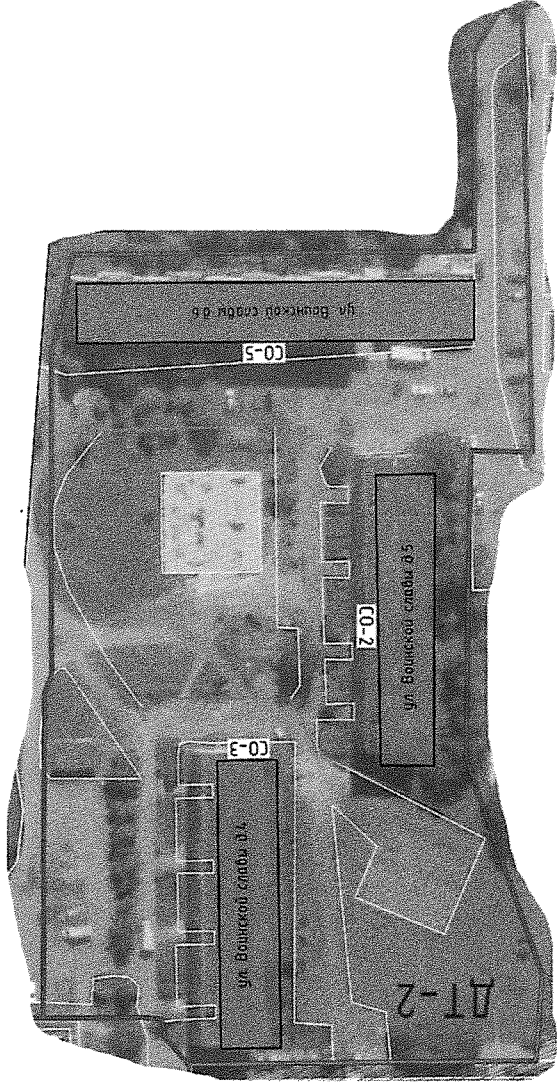 ул. Воинской славы д.6
СО-5
ул. Воинской славы д.5
СО-2
СО-3
ул. Воинской славы д.4
ДТ-2